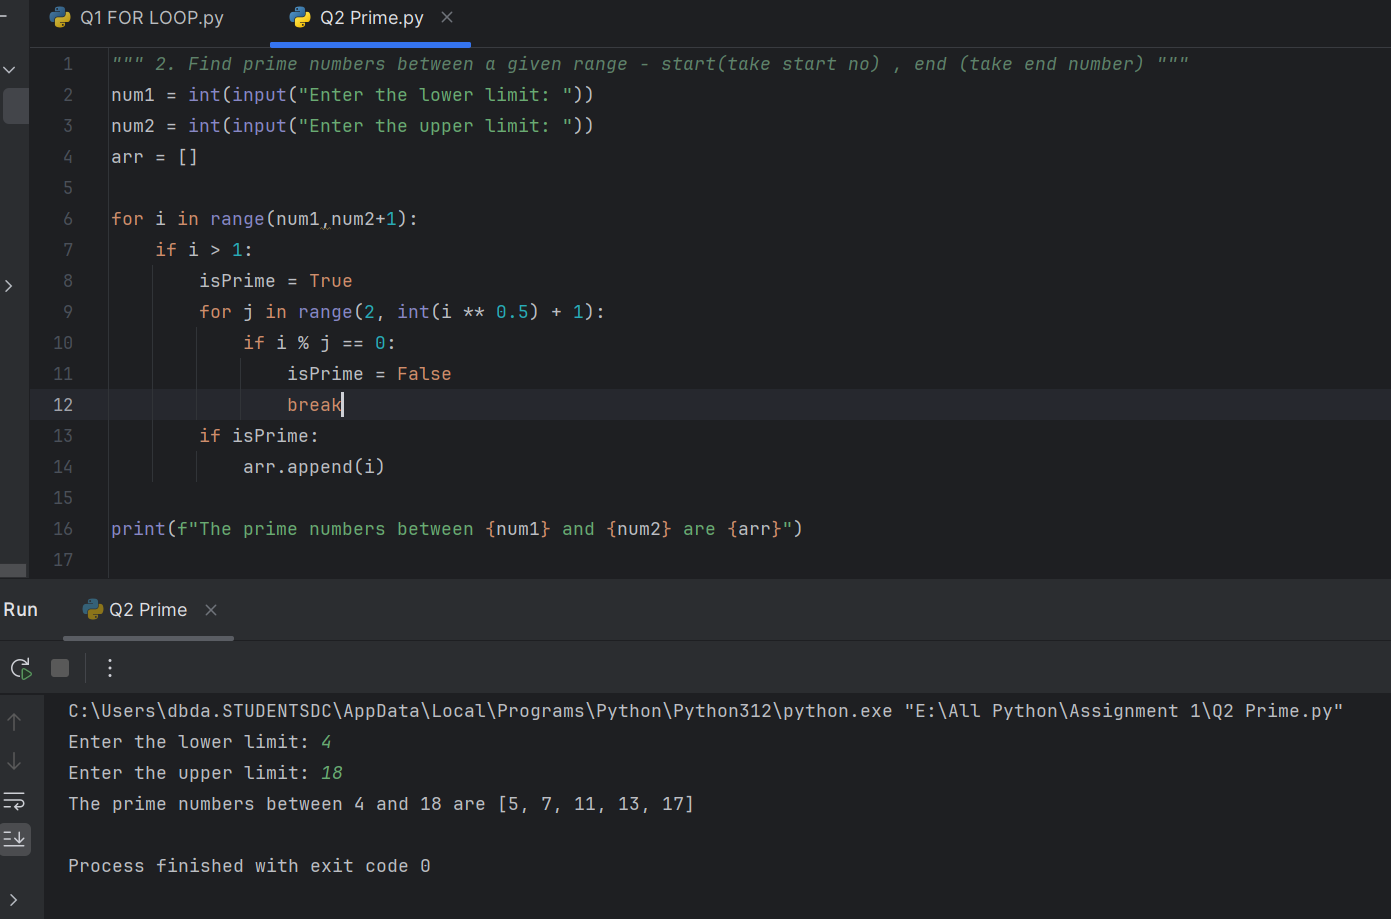 Q1 FOR LOOP.py
Q2 Prime.py
1 """ 2. Find prime numbers between a given range - start(take start no) , end (take end number) """
2 num1 = int(input("Enter the lower limit: "))
3 num2 = int(input("Enter the upper limit: "))
4 arr = []
5
6 for i in range(num1,num2+1):
7     if i > 1:
8         isPrime = True
9         for j in range(2, int(i ** 0.5) + 1):
10             if i % j == 0:
11                 isPrime = False
12                 break
13         if isPrime:
14             arr.append(i)
15
16 print(f"The prime numbers between {num1} and {num2} are {arr}")
17
Run
Q2 Prime
C:\Users\dbda.STUDENTSDC\AppData\Local\Programs\Python\Python312\python.exe "E:\All Python\Assignment 1\Q2 Prime.py"
Enter the lower limit: 4
Enter the upper limit: 18
The prime numbers between 4 and 18 are [5, 7, 11, 13, 17]
Process finished with exit code 0